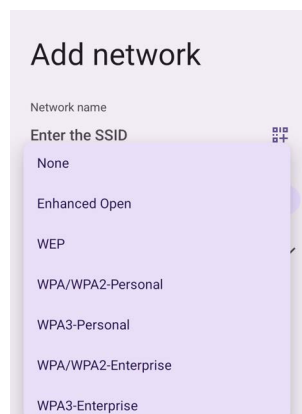 Add network
Network name
Enter the SSID
None
Enhanced Open
WEP
WPA/WPA2-Personal
WPA3-Personal
WPA/WPA2-Enterprise
WPA3-Enterprise